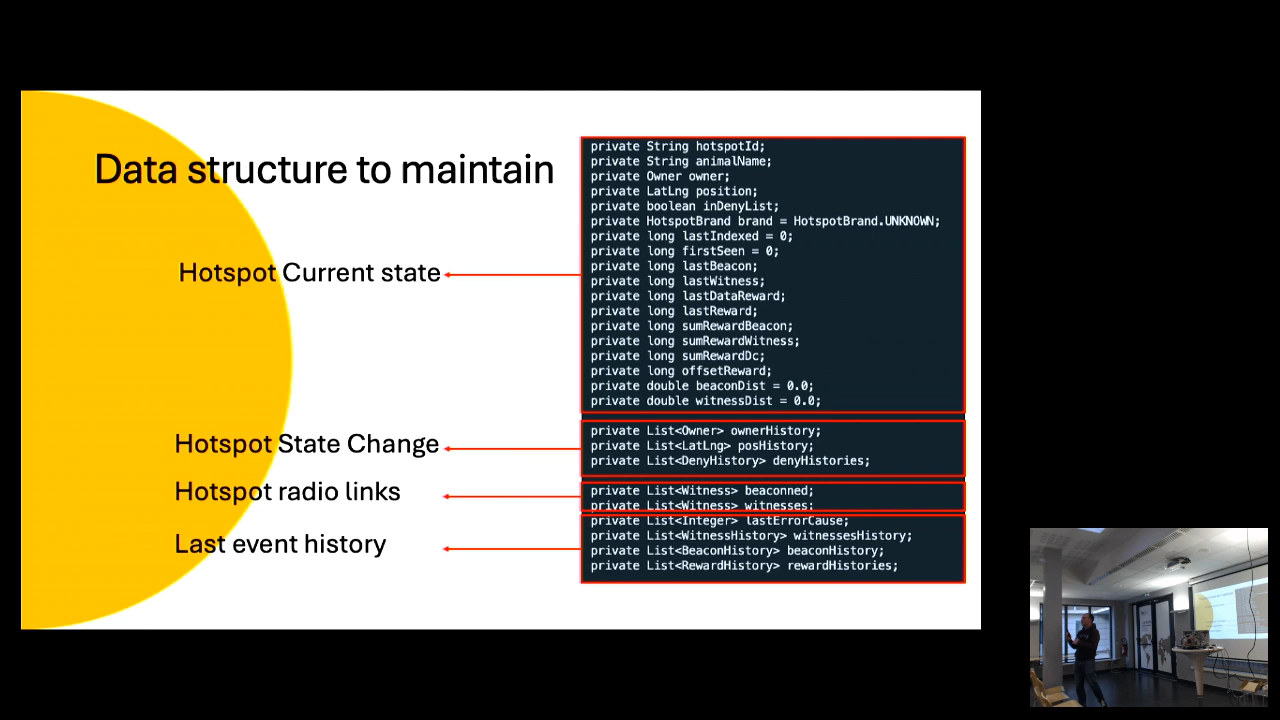 Data structure to maintain
Hotspot Current state
private String hotspotId;
private String animalName;
private Owner owner;
private LatLng position;
private boolean inDenyList;
private HotspotBrand brand = HotspotBrand.UNKNOWN;
private long lastIndexed = 0;
private long firstSeen = 0;
private long lastBeacon;
private long lastWitness;
private long lastDataReward;
private long lastReward;
private long sumRewardBeacon;
private long sumRewardWitness;
private long sumRewardDc;
private long offsetReward;
private double beaconDist = 0.0;
private double witnessDist = 0.0;
Hotspot State Change
private List<Owner> ownerHistory;
private List<LatLng> posHistory;
private List<DenyHistory> denyHistories;
Hotspot radio links
private List<Witness> beaconned;
private List<Witness> witnesses;
Last event history
private List<Integer> lastErrorCause;
private List<WitnessHistory> witnessesHistory;
private List<BeaconHistory> beaconHistory;
private List<RewardHistory> rewardHistories;